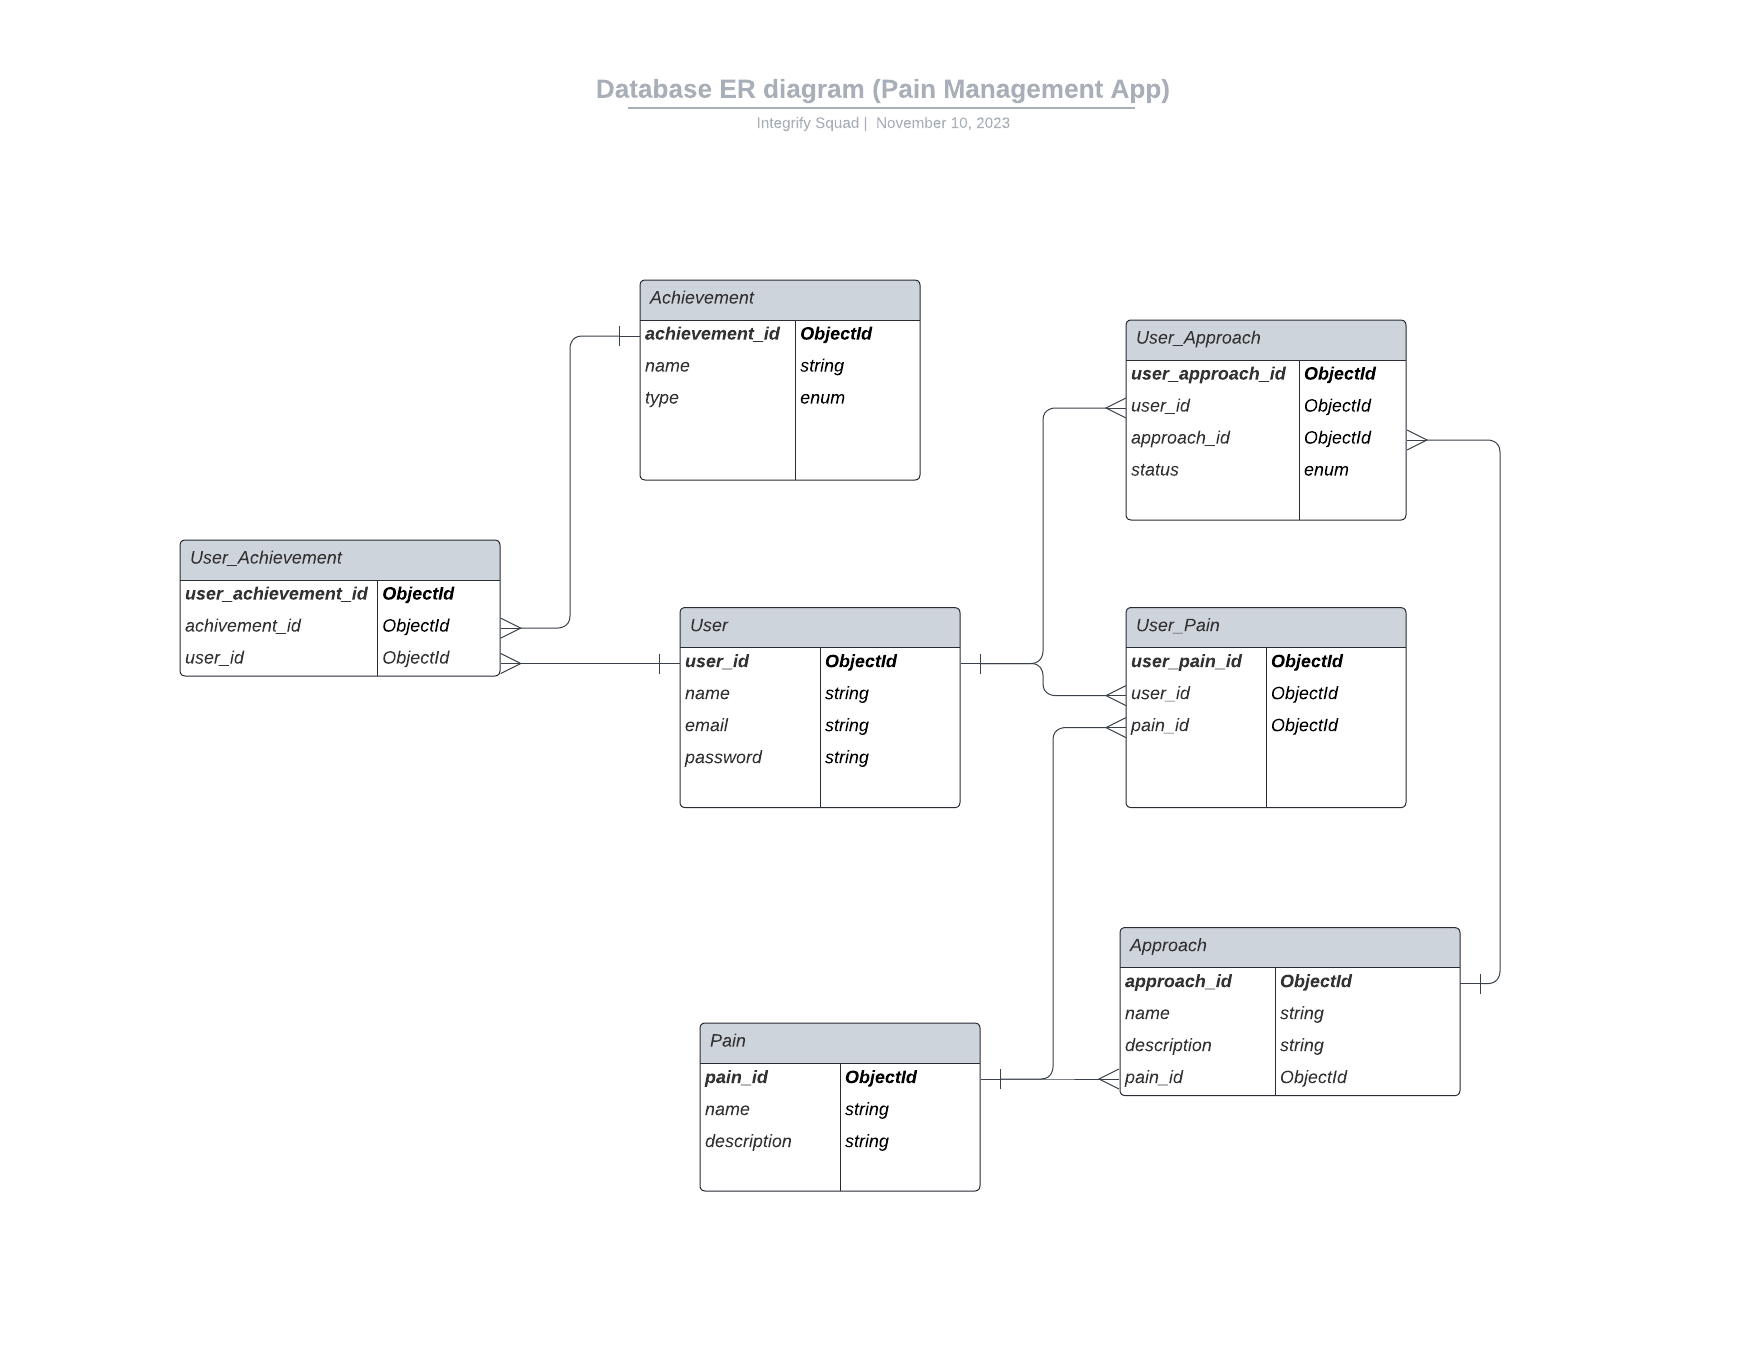 Database ER diagram (Pain Management App)
Integrify Squad | November 10, 2023
Achievement
achievement_id ObjectId
name string
type enum
User_Approach
user_approach_id ObjectId
user_id ObjectId
approach_id ObjectId
status enum
User_Achievement
user_achievement_id ObjectId
achivement_id ObjectId
user_id ObjectId
User
user_id ObjectId
name string
email string
password string
User_Pain
user_pain_id ObjectId
user_id ObjectId
pain_id ObjectId
Approach
approach_id ObjectId
name string
description string
pain_id ObjectId
Pain
pain_id ObjectId
name string
description string